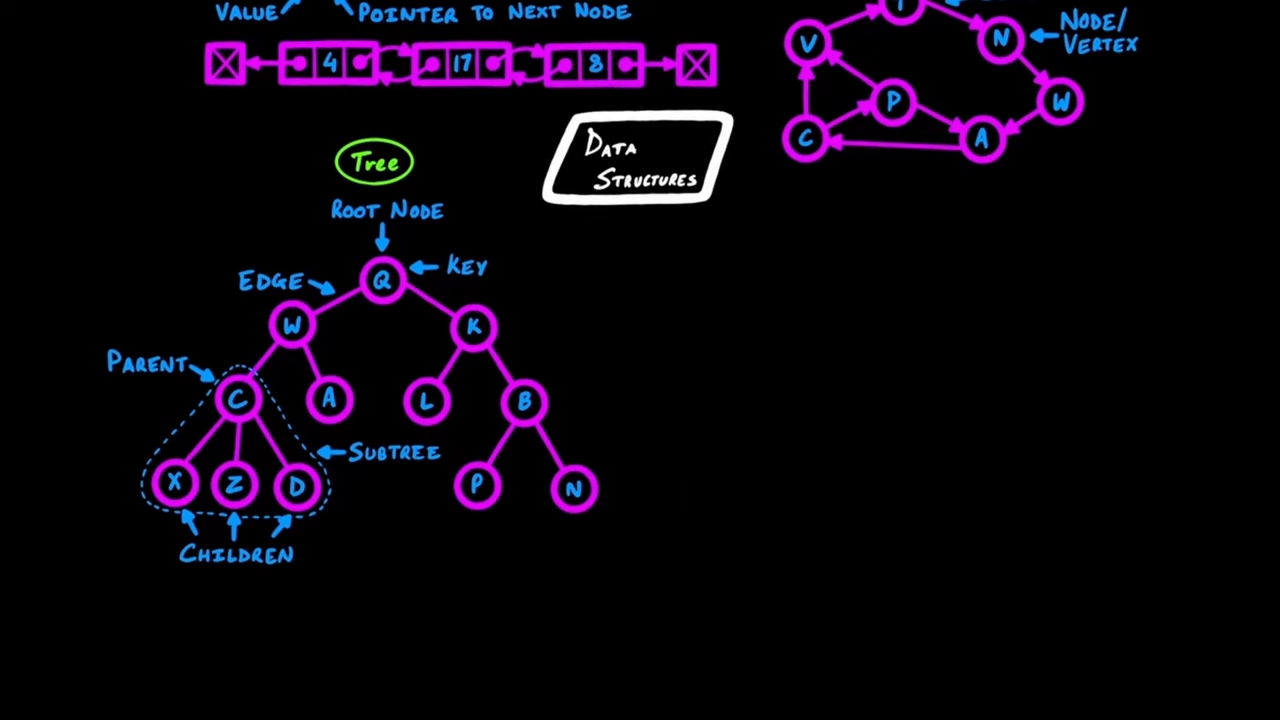 VALUE
POINTER TO NEXT NODE
4
17
8
V
N
NODE/
VERTEX
P
W
C
A
DATA
STRUCTURES
Tree
ROOT NODE
Q
KEY
EDGE
W
K
PARENT
C
A
L
B
SUBTREE
X
Z
D
P
N
CHILDREN